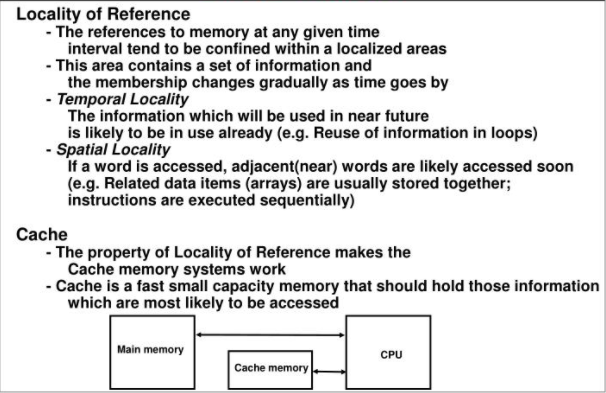 Locality of Reference
- The references to memory at any given time
interval tend to be confined within a localized areas
- This area contains a set of information and
the membership changes gradually as time goes by
- Temporal Locality
The information which will be used in near future
is likely to be in use already (e.g. Reuse of information in loops)
- Spatial Locality
If a word is accessed, adjacent(near) words are likely accessed soon
(e.g. Related data items (arrays) are usually stored together;
instructions are executed sequentially)
Cache
- The property of Locality of Reference makes the
Cache memory systems work
- Cache is a fast small capacity memory that should hold those information
which are most likely to be accessed
Main memory
Cache memory
CPU